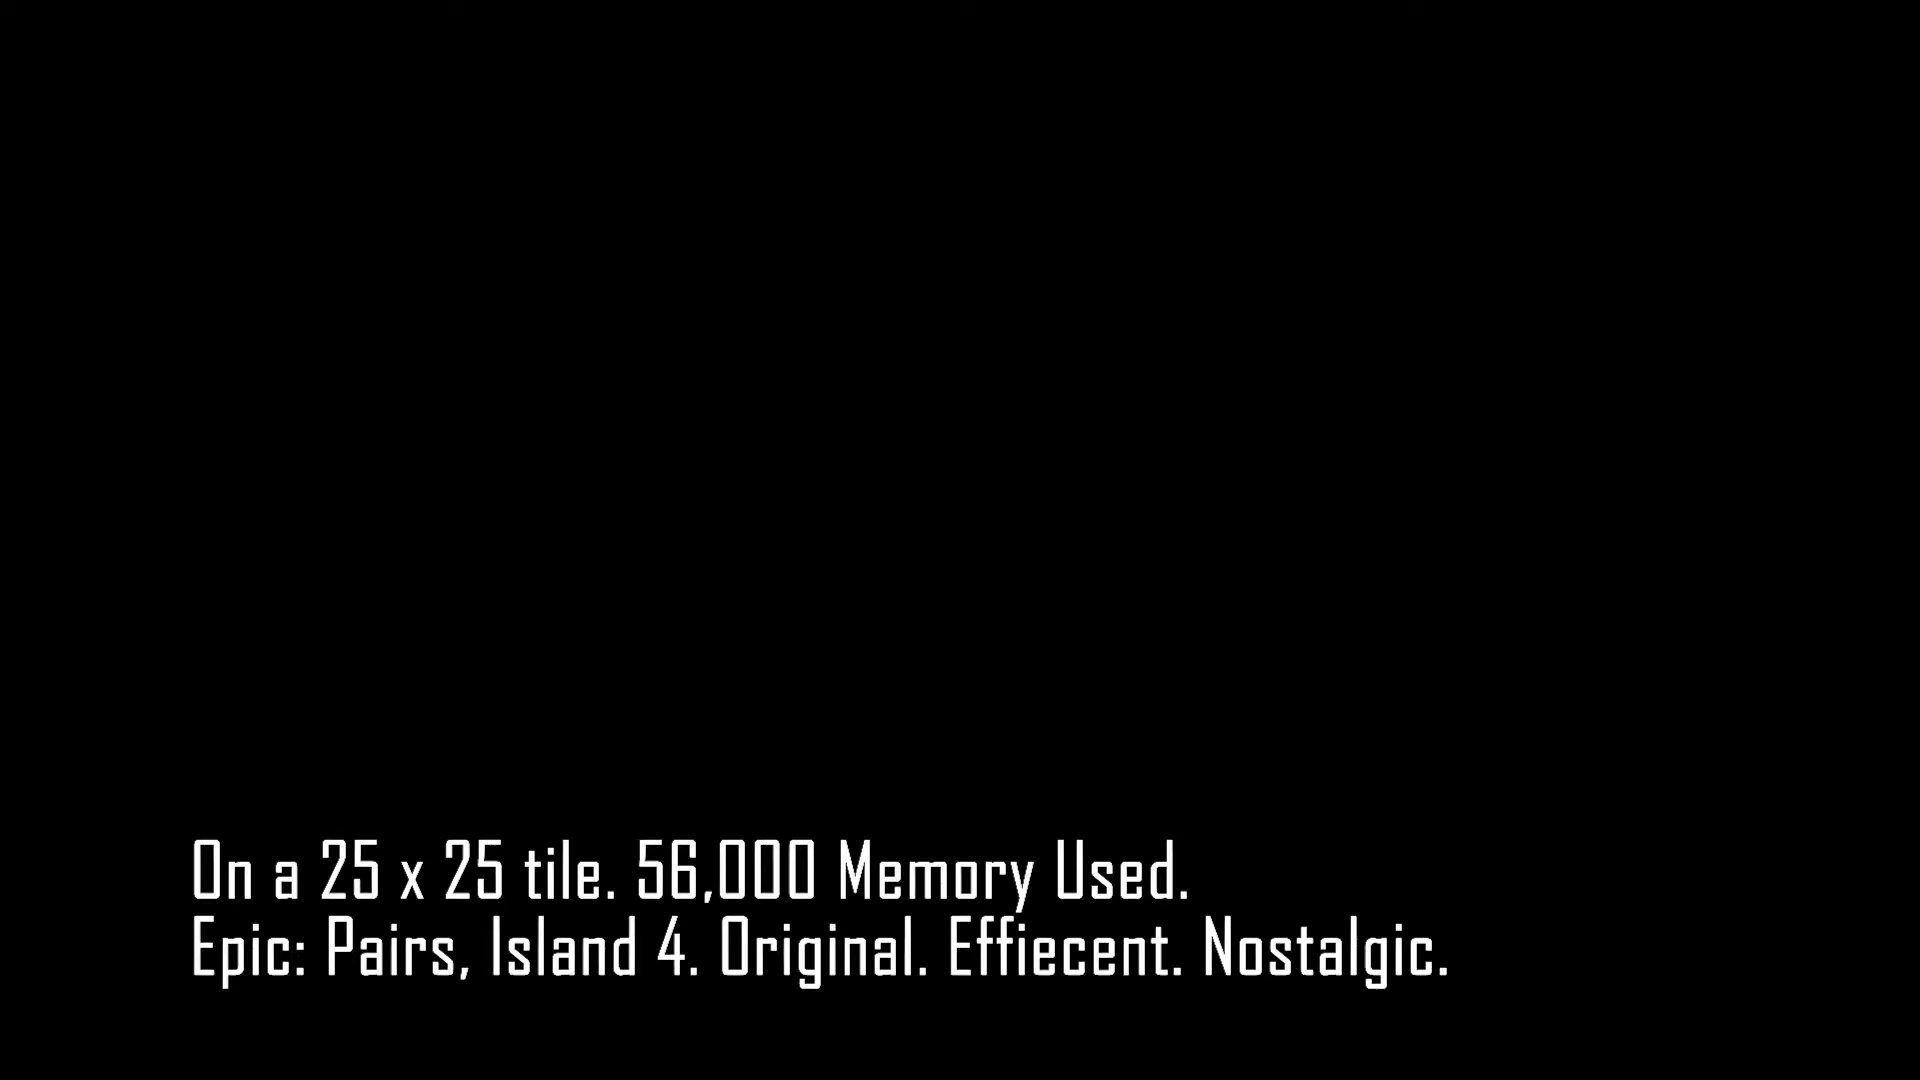 On a 25 x 25 tile. 56,000 Memory Used.
Epic: Pairs, Island 4. Original. Effiecent. Nostalgic.